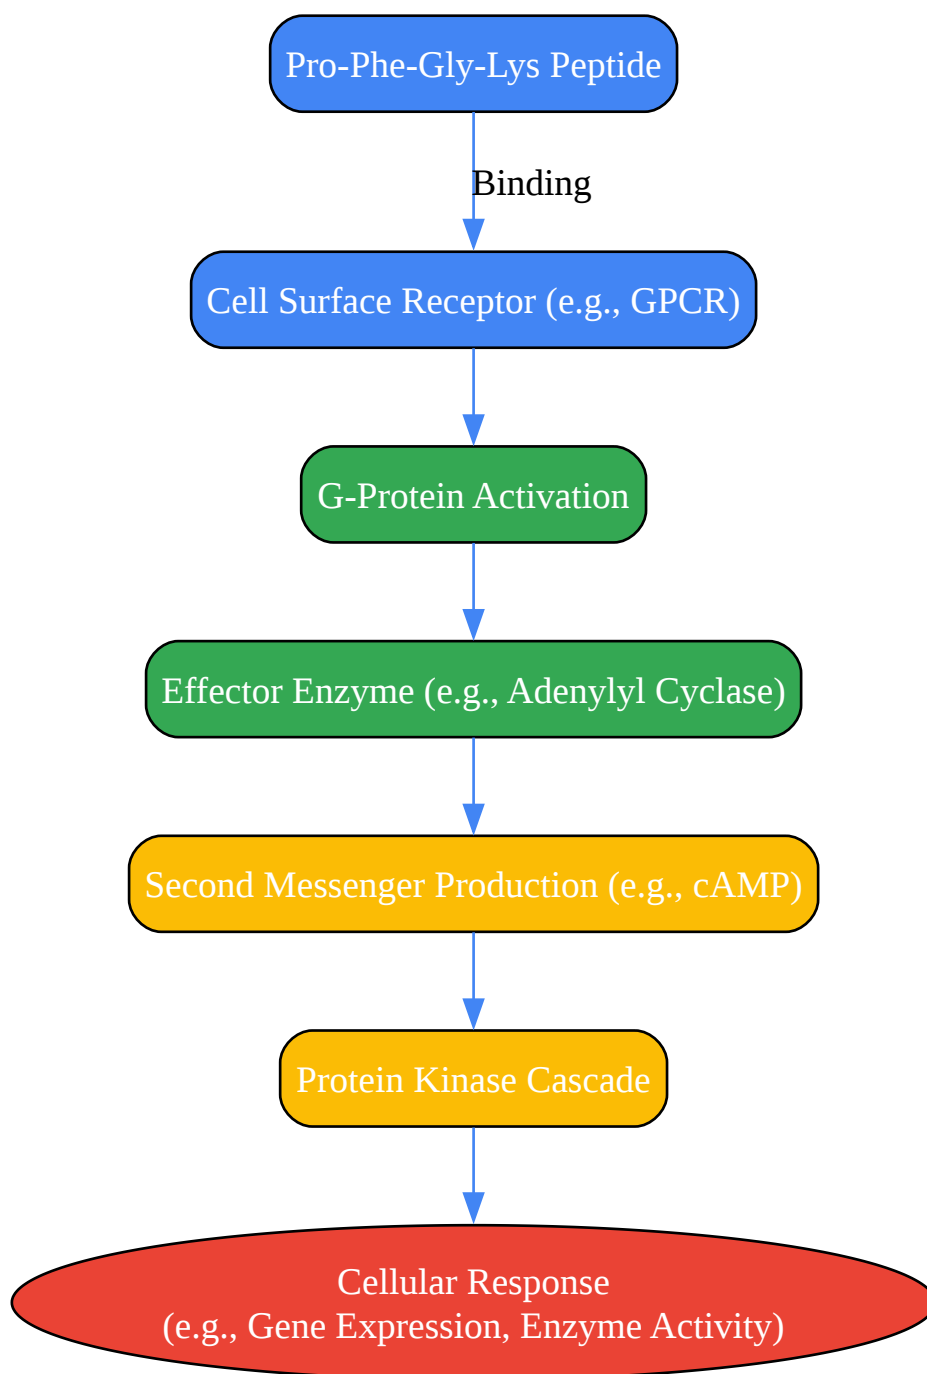 Pro-Phe-Gly-Lys Peptide
Binding
Cell Surface Receptor (e.g., GPCR)
G-Protein Activation
Effector Enzyme (e.g., Adenylyl Cyclase)
Second Messenger Production (e.g., cAMP)
Protein Kinase Cascade
Cellular Response
(e.g., Gene Expression, Enzyme Activity)